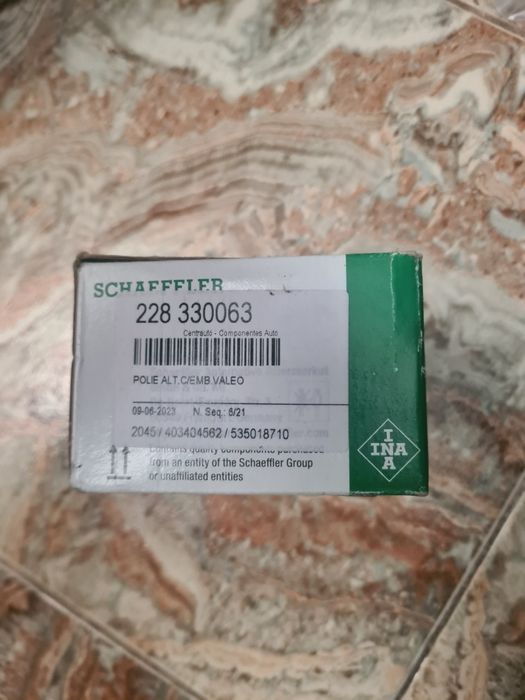 SCHAEFFLER
228 330063
Centrauto - Componentes Auto
POLIE ALT.C/EMB.VALEO
09-06-2023 N. Seq.: 6/21
2045 / 403404562 / 535018710
Contains quality components purchased
from an entity of the Schaeffler Group
or unaffiliated entities
INA
INA